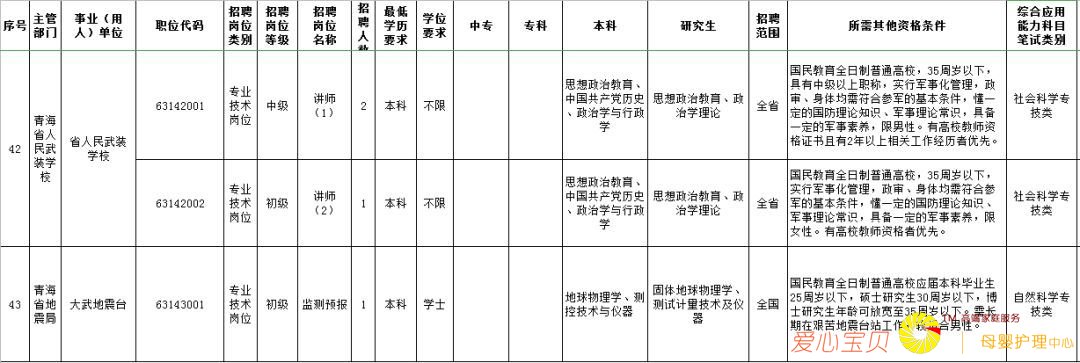 序号
主管
部门
事业（用
人）单位
职位代码
招聘
岗位
类别
招聘
岗位
等级
招聘
岗位
名称
招
聘
人数
最低
学历
要求
学位
要求
中专
专科
本科
研究生
招聘
范围
所需其他资格条件
综合应用
能力科目
笔试类别
42
青海
省人
民武
装学
校
省人民武装
学校
63142001
专业
技术
岗位
中级
讲师
（1）
2
本科
不限
思想政治教育、
中国共产党历史
、政治学与行政
学
思想政治教育、政
治学理论
全省
国民教育全日制普通高校，35周岁以下，
具有中级以上职称，实行军事化管理，政
审、身体均需符合参军的基本条件，懂一
定的国防理论知识、军事理论常识，具备
一定的军事素养，限男性。有高校教师资
格证书且有2年以上相关工作经历者优先。
社会科学专
技类
63142002
专业
技术
岗位
初级
讲师
（2）
1
本科
不限
思想政治教育、
中国共产党历史
、政治学与行政
学
思想政治教育、政
治学理论
全省
国民教育全日制普通高校，35周岁以下，
实行军事化管理，政审、身体均需符合参
军的基本条件，懂一定的国防理论知识、
军事理论常识，具备一定的军事素养，限
女性。有高校教师资格者优先。
社会科学专
技类
43
青海
省地
震局
大武地震台
63143001
专业
技术
岗位
初级
监测预报
1
本科
学士
地球物理学、测
控技术与仪器
固体地球物理学、
测试计量技术及仪
器
全国
国民教育全日制普通高校应届本科毕业生
25周岁以下，硕士研究生30周岁以下，博
士研究生年龄可放宽至35周岁以下。需长
期在艰苦地震台站工作，较适合男性。
自然科学专
技类
爱心宝贝
TM
家庭服务
母婴护理中心